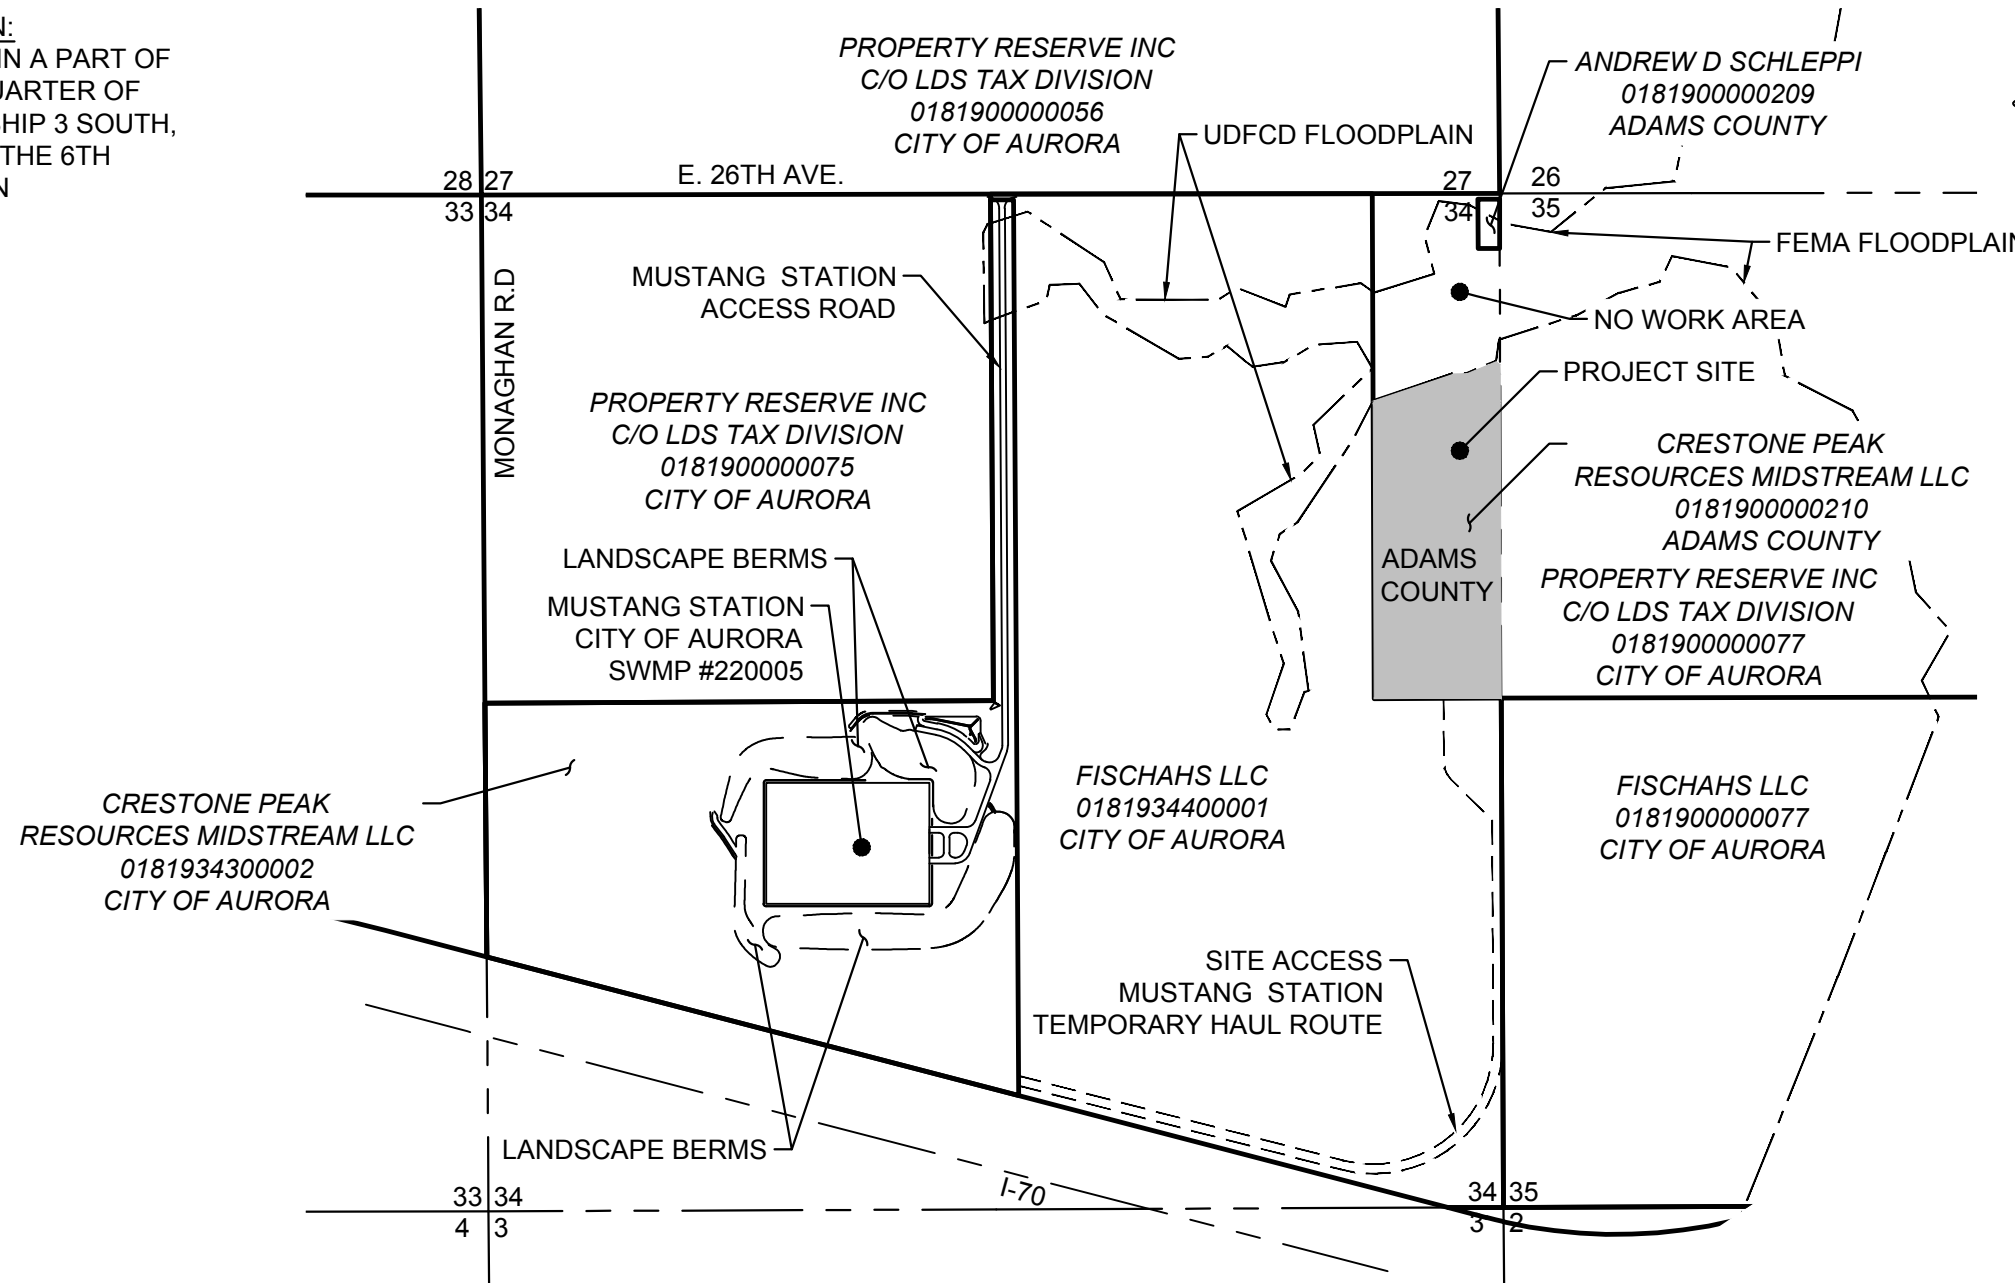 N:
IN A PART OF
UARTER OF
SHIP 3 SOUTH,
THE 6TH
N
PROPERTY RESERVE INC
C/O LDS TAX DIVISION
0181900000056
CITY OF AURORA
ANDREW D SCHLEPPI
0181900000209
ADAMS COUNTY
UDFCD FLOODPLAIN
E. 26TH AVE.
28 27
33 34
27 26
34 35
FEMA FLOODPLAIN
MONAGHAN R.D
MUSTANG STATION
ACCESS ROAD
NO WORK AREA
PROJECT SITE
PROPERTY RESERVE INC
C/O LDS TAX DIVISION
0181900000075
CITY OF AURORA
CRESTONE PEAK
RESOURCES MIDSTREAM LLC
0181900000210
ADAMS COUNTY
LANDSCAPE BERMS
ADAMS
COUNTY
PROPERTY RESERVE INC
C/O LDS TAX DIVISION
0181900000077
CITY OF AURORA
MUSTANG STATION
CITY OF AURORA
SWMP #220005
CRESTONE PEAK
RESOURCES MIDSTREAM LLC
0181934300002
CITY OF AURORA
FISCHAHS LLC
0181934400001
CITY OF AURORA
FISCHAHS LLC
0181900000077
CITY OF AURORA
SITE ACCESS
MUSTANG STATION
TEMPORARY HAUL ROUTE
LANDSCAPE BERMS
I-70
33 34
4 3
34 35
3 2